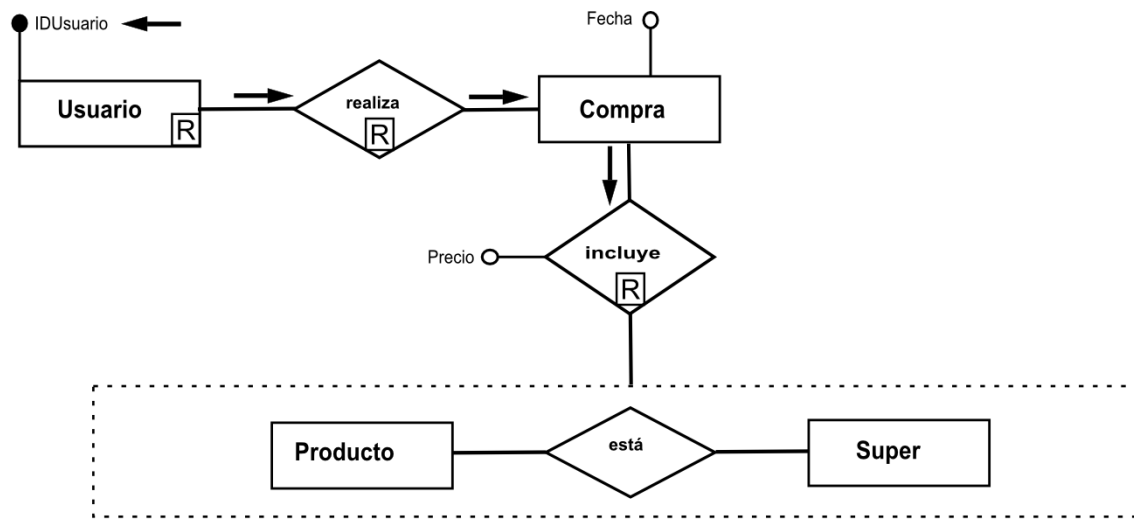 IDUsuario
Fecha
Usuario
R
realiza
R
Compra
Precio
incluye
R
Producto
está
Super